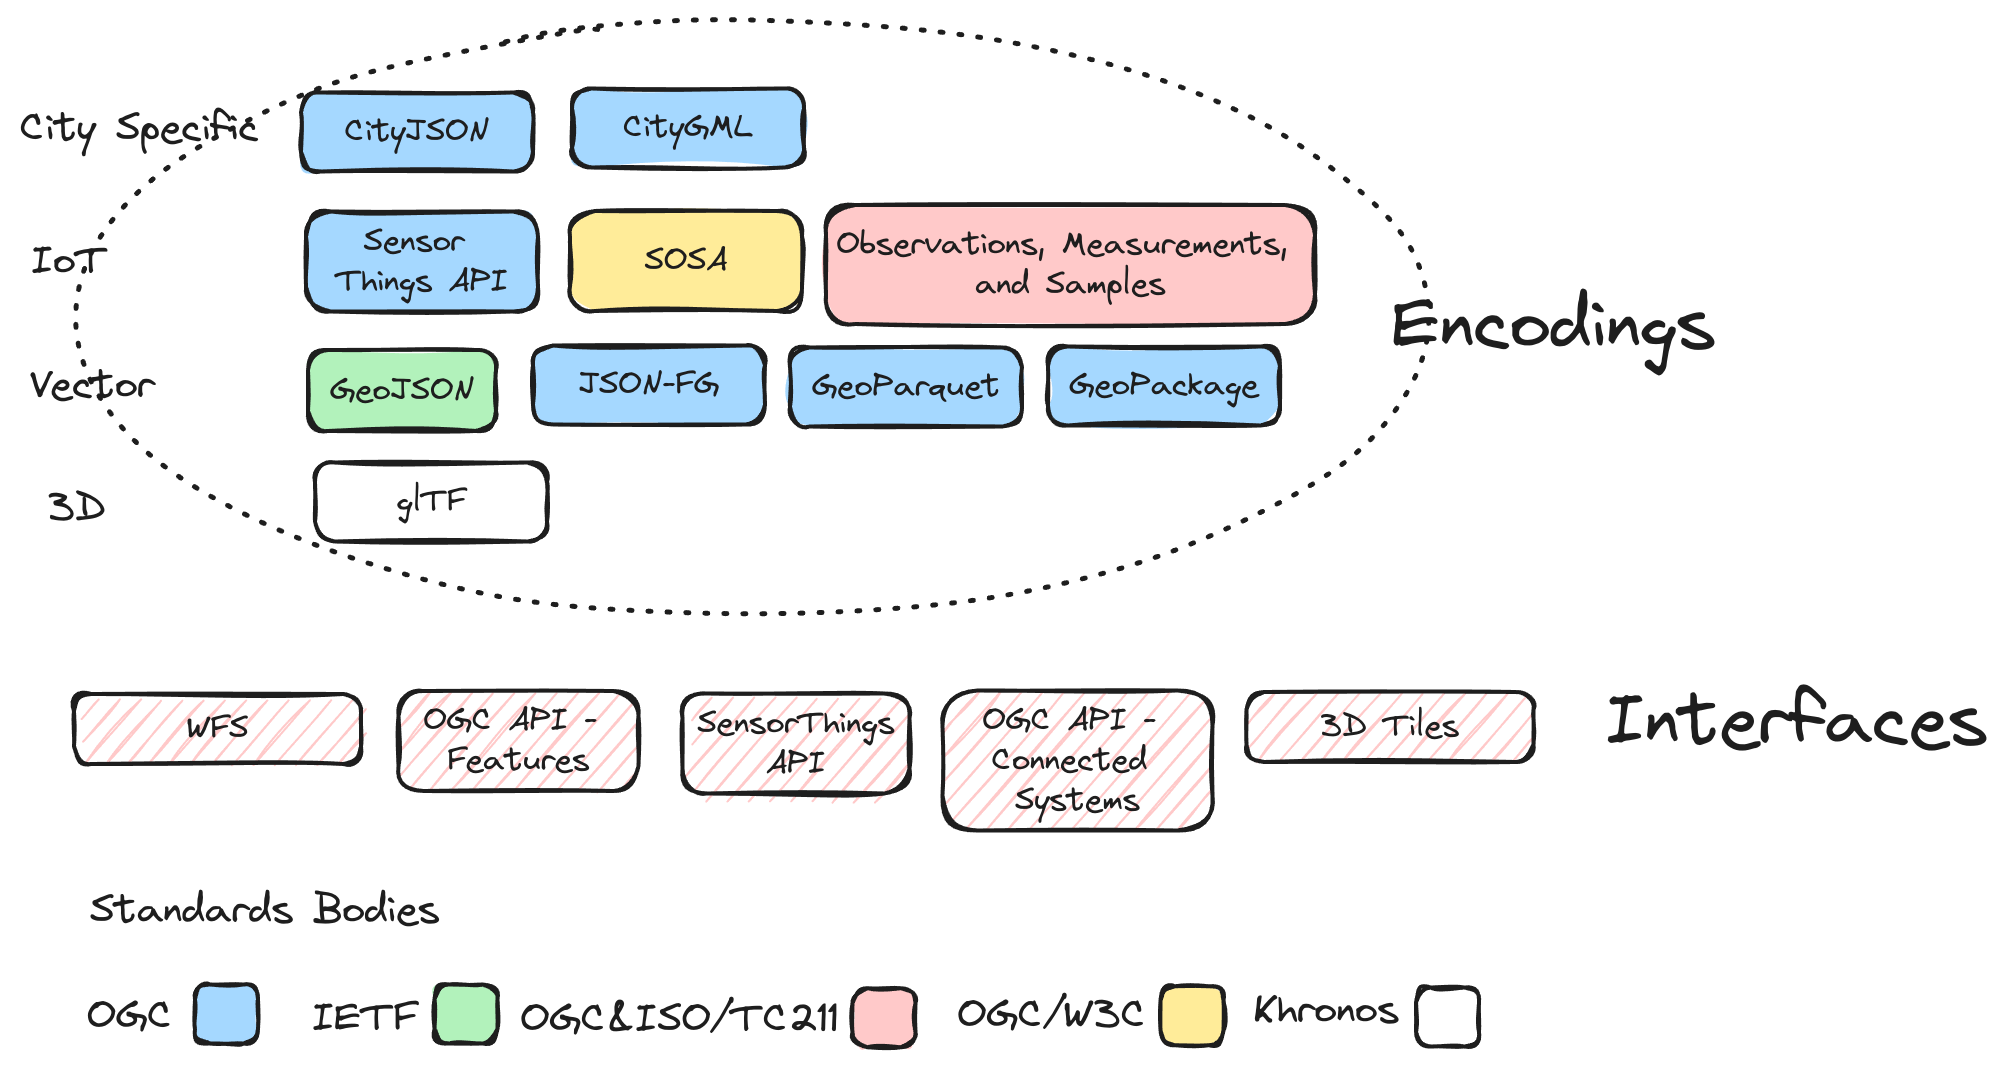 City Specific
CityJSON
CityGML
IoT
Sensor
Things API
SOSA
Observations, Measurements,
and Samples
Encodings
Vector
GeoJSON
JSON-FG
GeoParquet
GeoPackage
3D
glTF
WFS
OGC API -
Features
SensorThings
API
OGC API -
Connected
Systems
3D Tiles
Interfaces
Standards Bodies
OGC
IETF
OGC&ISO/TC211
OGC/W3C
Khronos